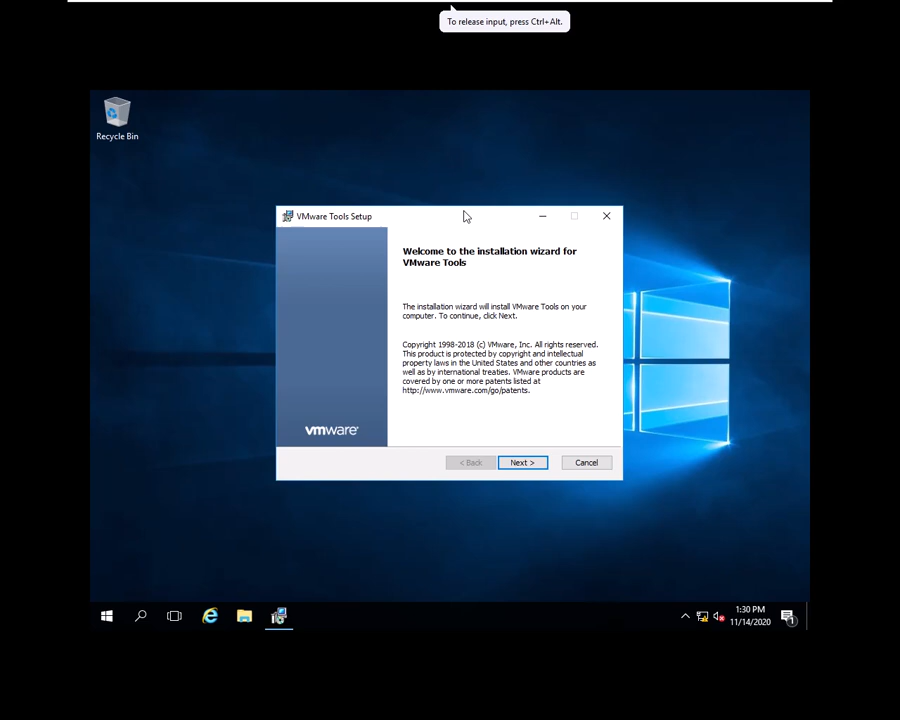 To release input, press Ctrl+Alt.
Recycle Bin
VMware Tools Setup
Welcome to the installation wizard for
VMware Tools
The installation wizard will install VMware Tools on your
computer. To continue, click Next.
Copyright 1998-2018 (c) VMware, Inc. All rights reserved.
This product is protected by copyright and intellectual
property laws in the United States and other countries as
well as by international treaties. VMware products are
covered by one or more patents listed at
http://www.vmware.com/go/patents.
vmware®
< Back
Next >
Cancel
1:30 PM
11/14/2020
1